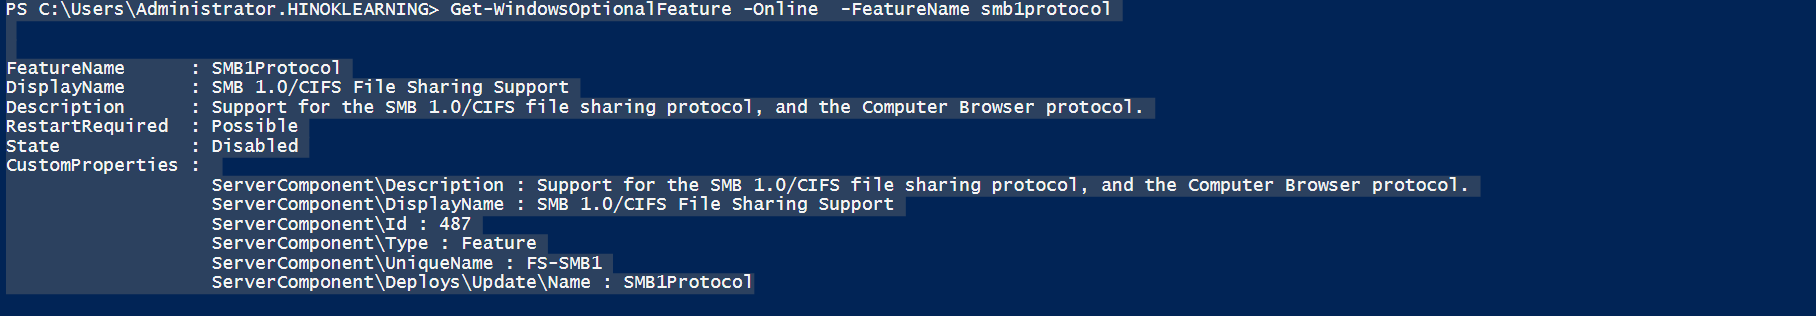 PS C:\Users\Administrator.HINOKLEARNING> Get-WindowsOptionalFeature -Online  -FeatureName smb1protocol
FeatureName      : SMB1Protocol
DisplayName      : SMB 1.0/CIFS File Sharing Support
Description      : Support for the SMB 1.0/CIFS file sharing protocol, and the Computer Browser protocol.
RestartRequired  : Possible
State            : Disabled
CustomProperties :
                   ServerComponent\Description : Support for the SMB 1.0/CIFS file sharing protocol, and the Computer Browser protocol.
                   ServerComponent\DisplayName : SMB 1.0/CIFS File Sharing Support
                   ServerComponent\Id : 487
                   ServerComponent\Type : Feature
                   ServerComponent\UniqueName : FS-SMB1
                   ServerComponent\Deploys\Update\Name : SMB1Protocol